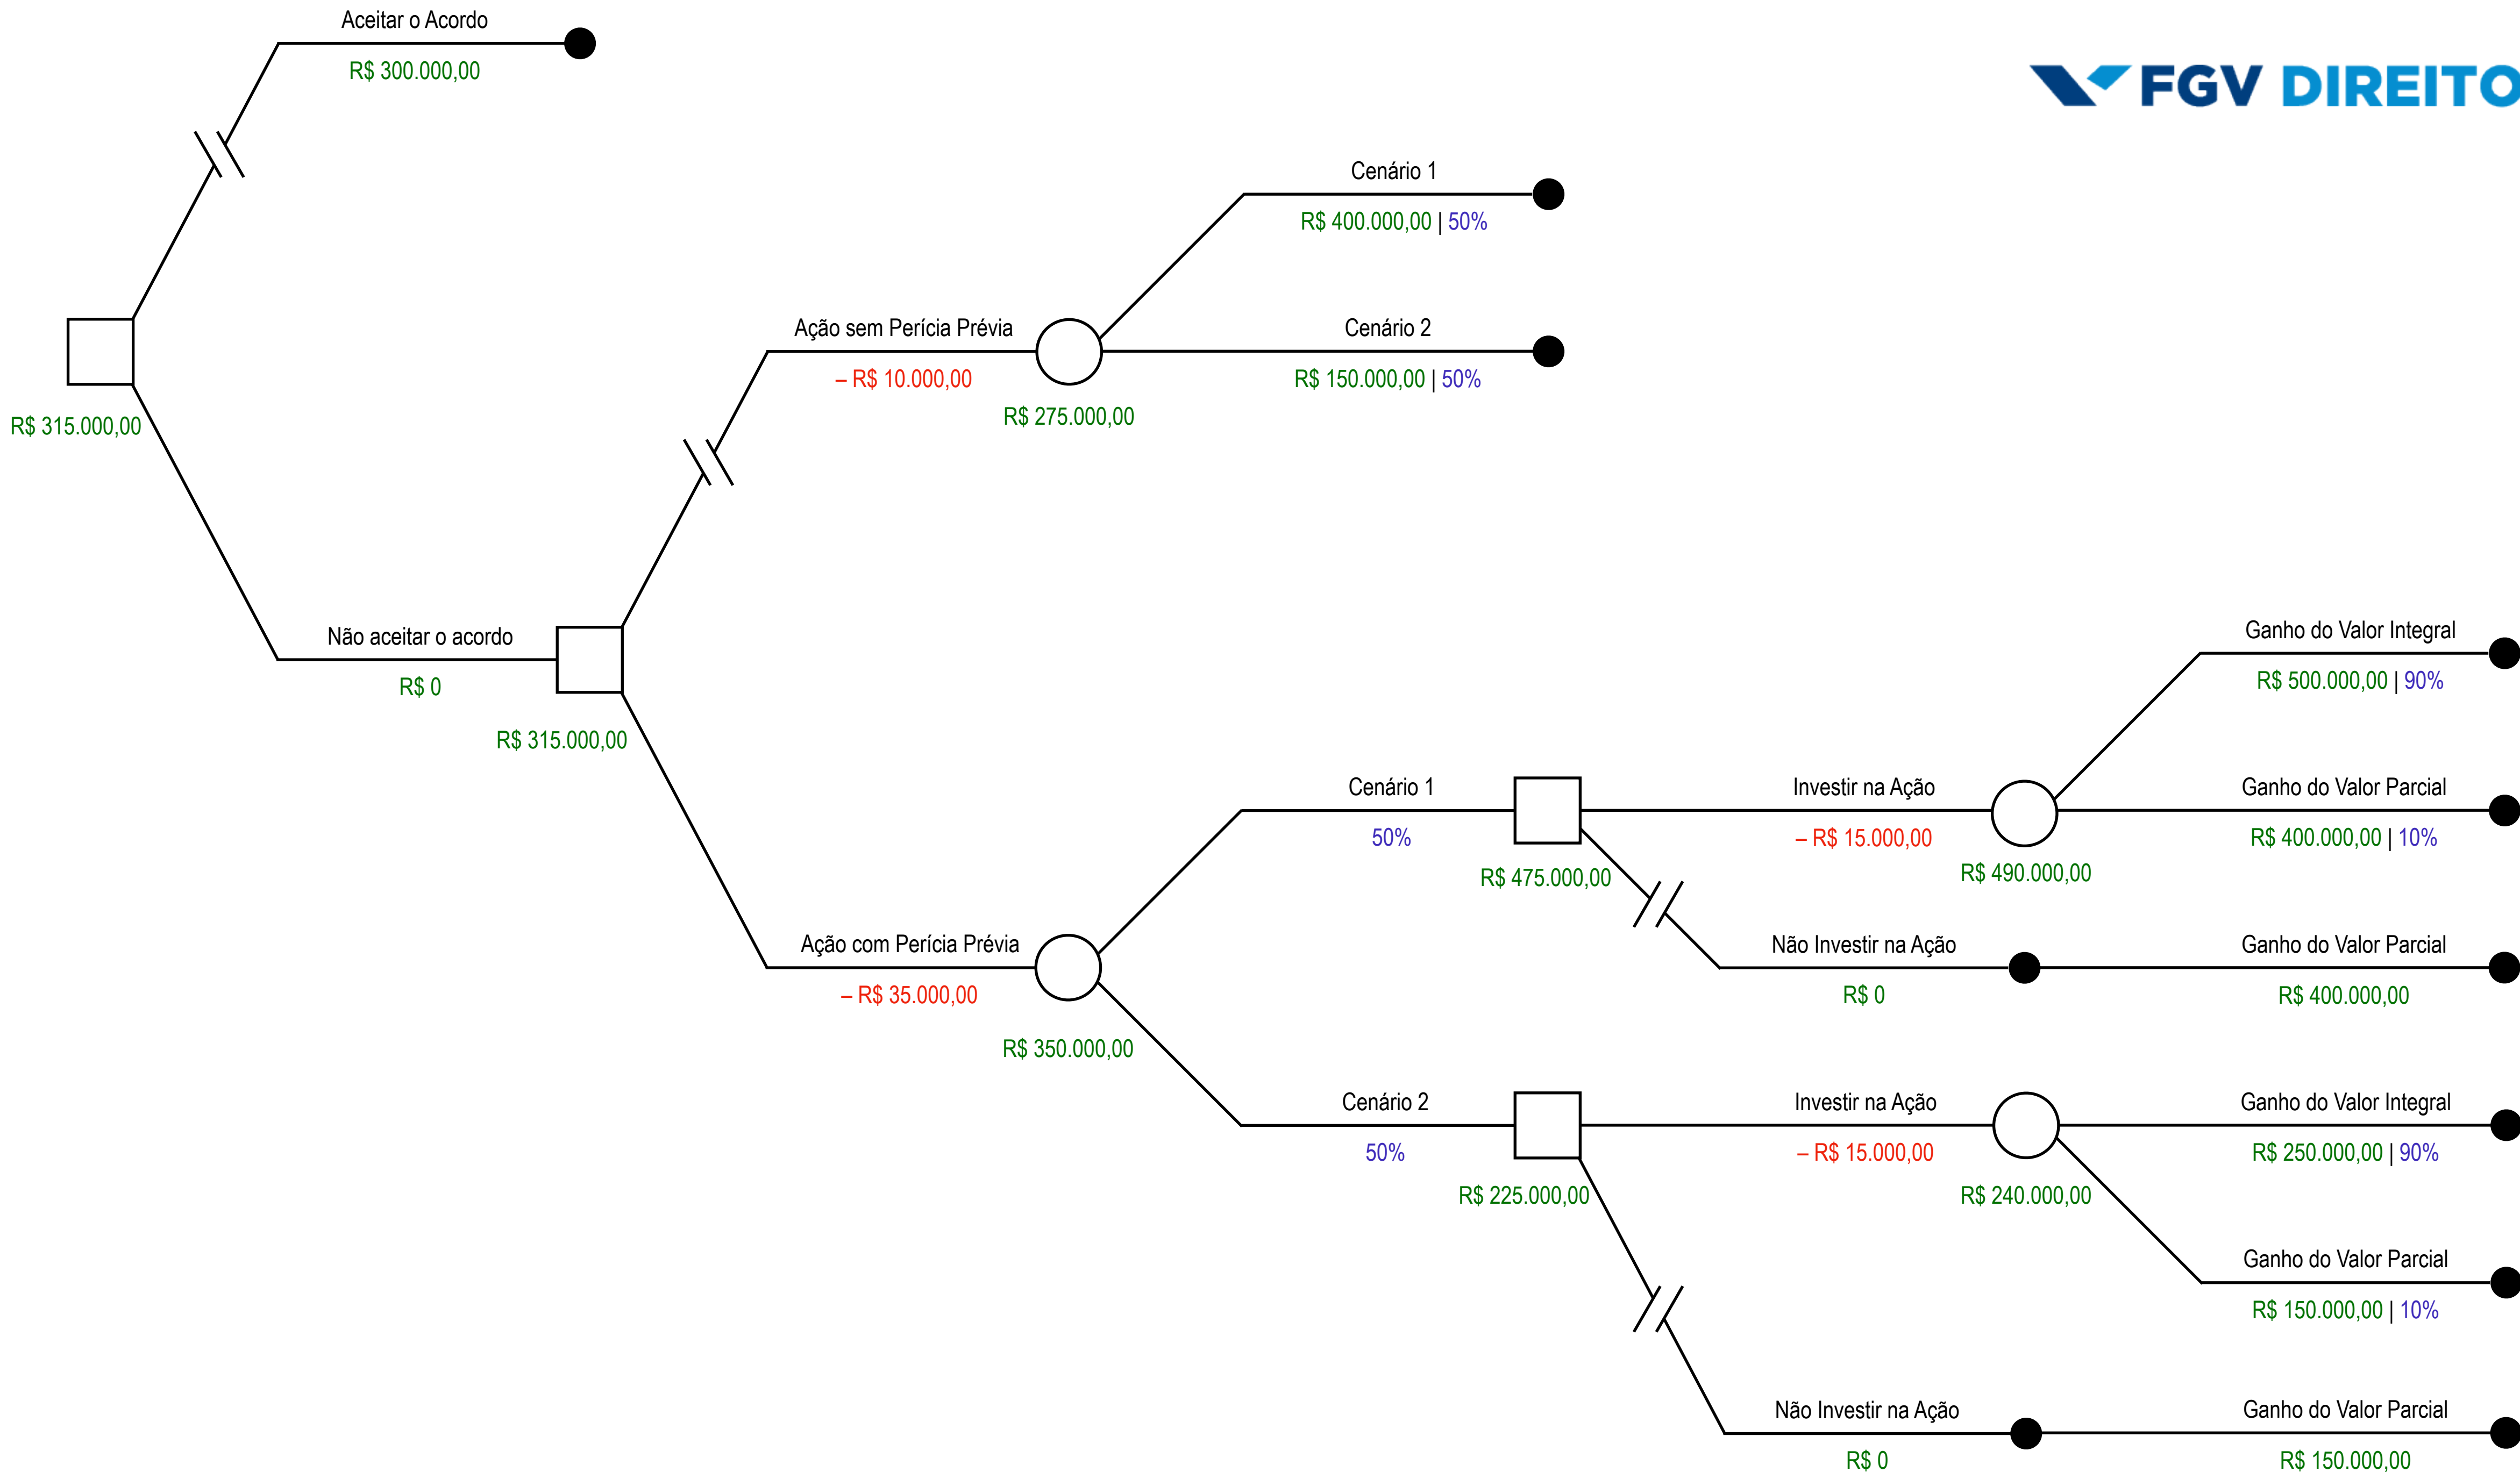 Aceitar o Acordo
R$ 300.000,00
FGV DIREITO
Cenário 1
R$ 400.000,00 | 50%
Ação sem Perícia Prévia
– R$ 10.000,00
Cenário 2
R$ 150.000,00 | 50%
R$ 275.000,00
R$ 315.000,00
Não aceitar o acordo
R$ 0
R$ 315.000,00
Ganho do Valor Integral
R$ 500.000,00 | 90%
Cenário 1
50%
R$ 475.000,00
Investir na Ação
– R$ 15.000,00
R$ 490.000,00
Ganho do Valor Parcial
R$ 400.000,00 | 10%
Ação com Perícia Prévia
– R$ 35.000,00
R$ 350.000,00
Não Investir na Ação
R$ 0
Ganho do Valor Parcial
R$ 400.000,00
Cenário 2
50%
R$ 225.000,00
Investir na Ação
– R$ 15.000,00
R$ 240.000,00
Ganho do Valor Integral
R$ 250.000,00 | 90%
Ganho do Valor Parcial
R$ 150.000,00 | 10%
Não Investir na Ação
R$ 0
Ganho do Valor Parcial
R$ 150.000,00